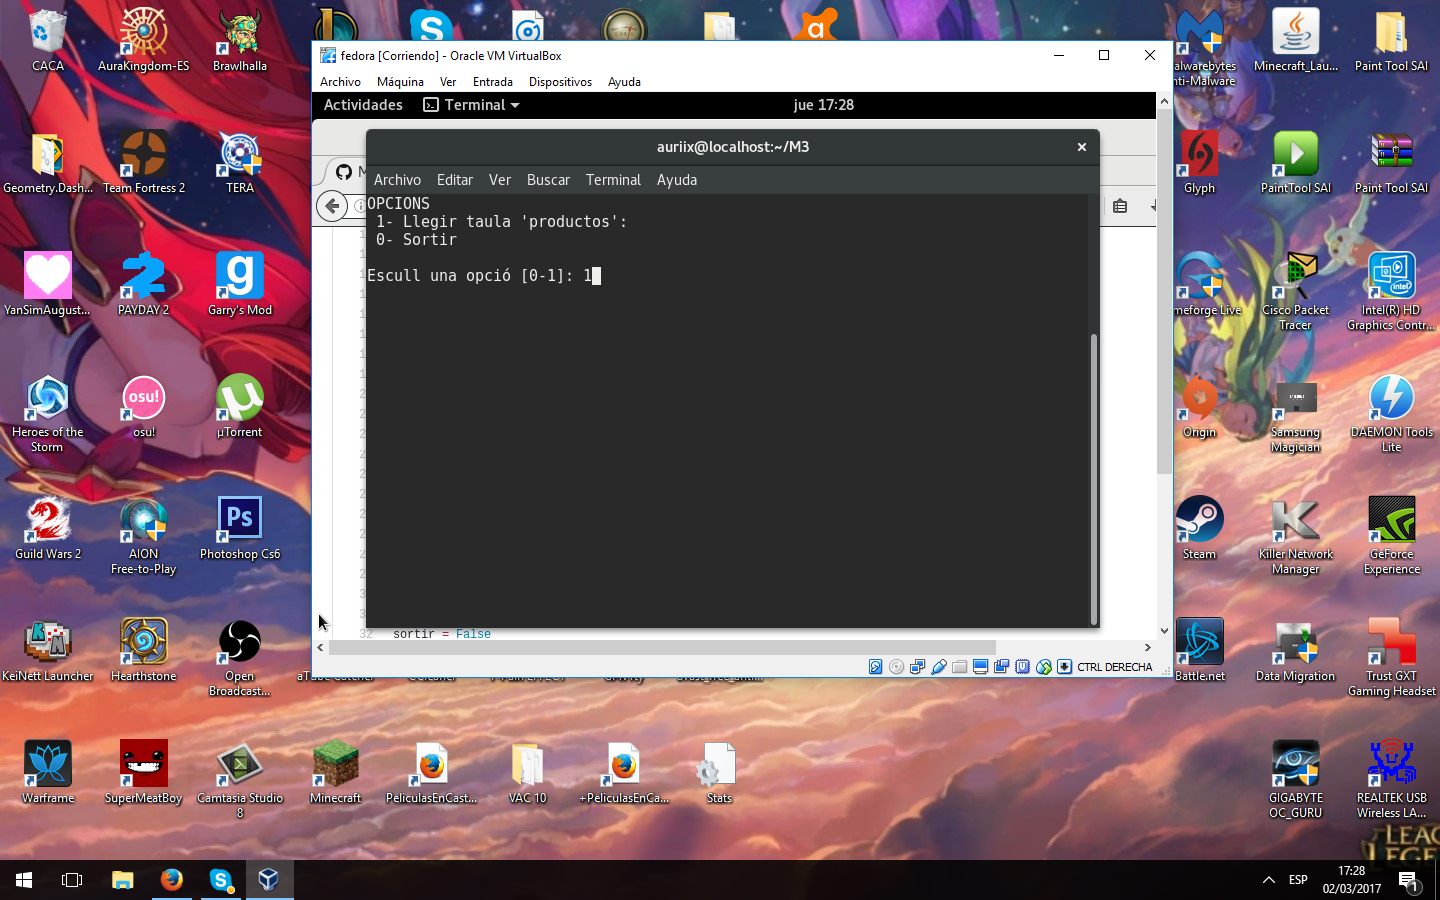 CACA
AuraKingdom-ES
Brawlhalla
Malwarebytes
Anti-Malware
Minecraft_Lau...
Paint Tool SAI
fedora [Corriendo] - Oracle VM VirtualBox
Archivo Máquina Ver Entrada Dispositivos Ayuda
Actividades Terminal jue 17:28
auriix@localhost:~/M3
Archivo Editar Ver Buscar Terminal Ayuda
OPCIONS
1- Llegir taula 'productos':
0- Sortir
Escull una opció [0-1]: 1
32 sortir = False
CTRL DERECHA
Geometry.Dash...
Team Fortress 2
TERA
Glyph
PaintTool SAI
Paint Tool SAI
YanSimAugust...
PAYDAY 2
Garry's Mod
meforge Live
Cisco Packet
Tracer
Intel(R) HD
Graphics Contr...
Heroes of the
Storm
osu!
osu!
µTorrent
Origin
Samsung
Magician
DAEMON Tools
Lite
Guild Wars 2
AION
Free-to-Play
Ps
Photoshop Cs6
Steam
Killer Network
Manager
GeForce
Experience
KeiNett Launcher
Hearthstone
Open
Broadcast...
Battle.net
Data Migration
Trust GXT
Gaming Headset
Warframe
SuperMeatBoy
Camtasia Studio
8
Minecraft
PeliculasEnCast...
VAC 10
+PeliculasEnCa...
Stats
GIGABYTE
OC_GURU
REALTEK USB
Wireless LA...
LEAG
LEGE
ESP
17:28
02/03/2017
1